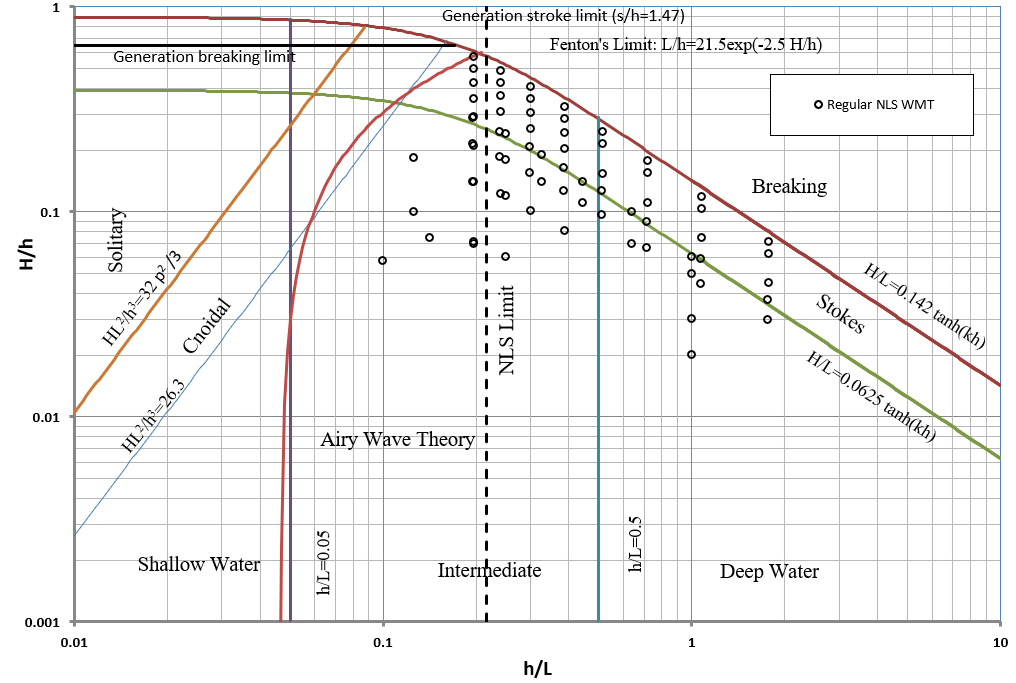 Generation stroke limit (s/h=1.47)
Fenton's Limit: L/h=21.5exp(-2.5 H/h)
Generation breaking limit
Regular NLS WMT
Breaking
Solitary
HL²/h³=32 p² /3
Cnoidal
HL²/h³=26.3
NLS Limit
Stokes
H/L=0.142 tanh(kh)
H/L=0.0625 tanh(kh)
Airy Wave Theory
Shallow Water
h/L=0.05
Intermediate
h/L=0.5
Deep Water
H/h
1
0.1
0.01
0.001
0.01
0.1
1
10
h/L